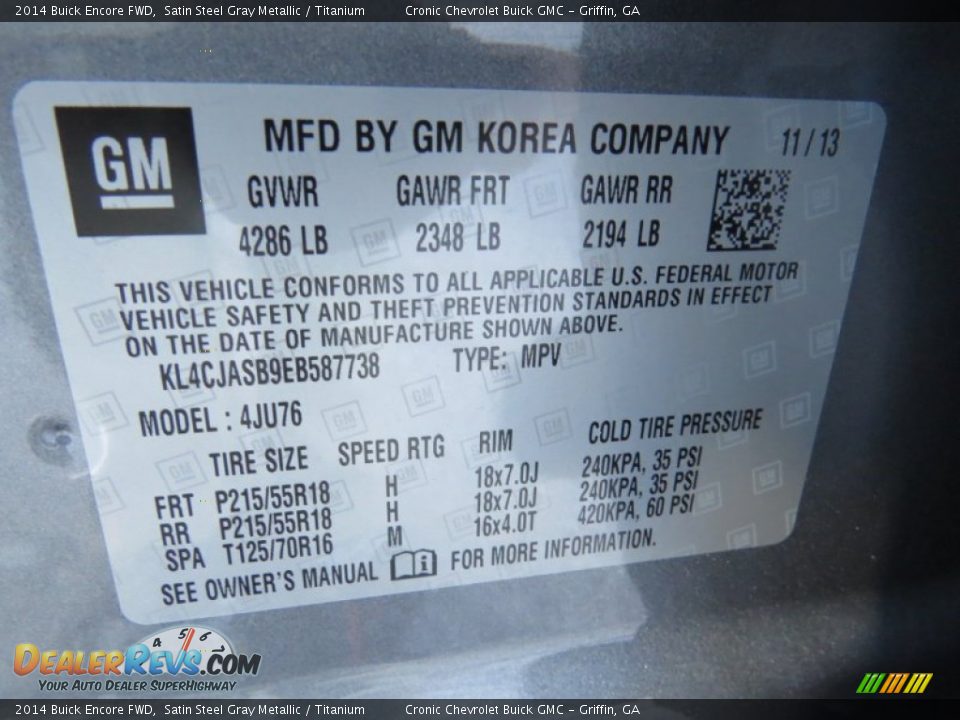 2014 Buick Encore FWD, Satin Steel Gray Metallic / Titanium Cronic Chevrolet Buick GMC - Griffin, GA
GM
MFD BY GM KOREA COMPANY 11/13
GVWR GAWR FRT GAWR RR
4286 LB 2348 LB 2194 LB
THIS VEHICLE CONFORMS TO ALL APPLICABLE U.S. FEDERAL MOTOR
VEHICLE SAFETY AND THEFT PREVENTION STANDARDS IN EFFECT
ON THE DATE OF MANUFACTURE SHOWN ABOVE.
KL4CJASB9EB587738 TYPE: MPV
MODEL : 4JU76
TIRE SIZE SPEED RTG RIM COLD TIRE PRESSURE
FRT P215/55R18 H 18x7.0J 240KPA, 35 PSI
RR P215/55R18 H 18x7.0J 240KPA, 35 PSI
SPA T125/70R16 M 16x4.0T 420KPA, 60 PSI
SEE OWNER'S MANUAL FOR MORE INFORMATION.
4 5 6 7
DealerRevs.com
Your Auto Dealer SuperHighway
2014 Buick Encore FWD, Satin Steel Gray Metallic / Titanium Cronic Chevrolet Buick GMC - Griffin, GA